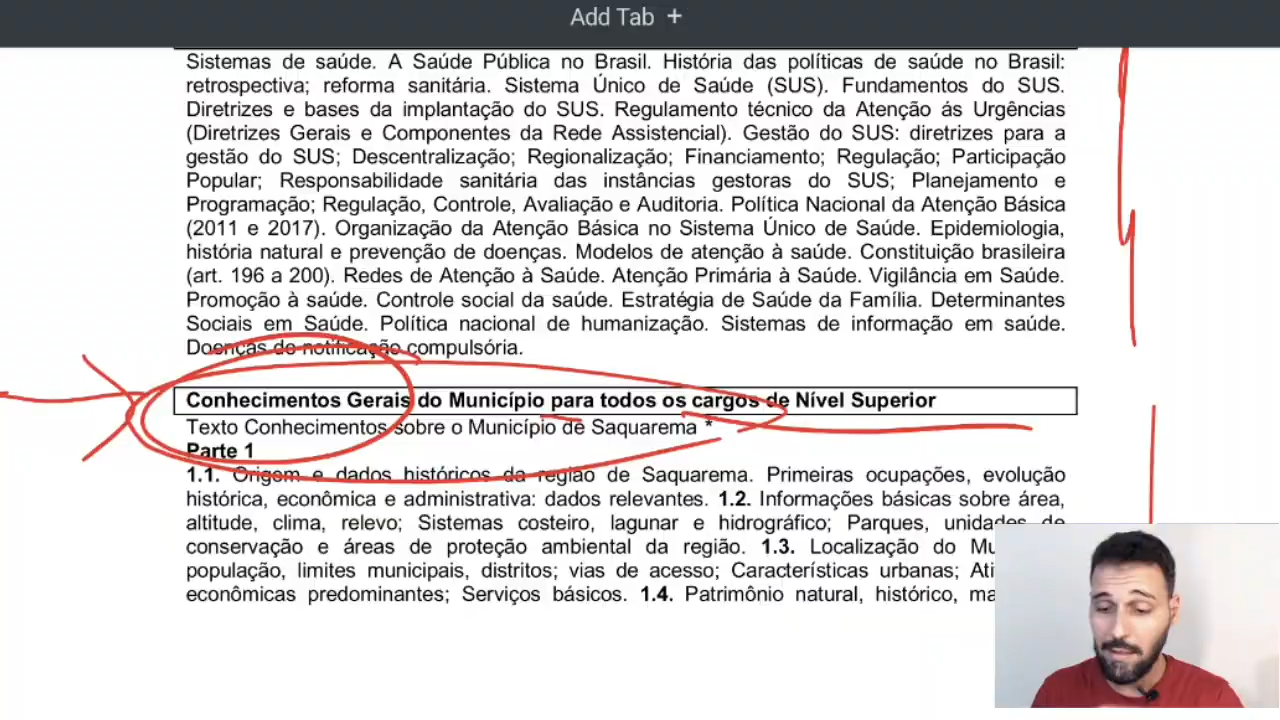 Add Tab +
Sistemas de saúde. A Saúde Pública no Brasil. História das políticas de saúde no Brasil:
retrospectiva; reforma sanitária. Sistema Único de Saúde (SUS). Fundamentos do SUS.
Diretrizes e bases da implantação do SUS. Regulamento técnico da Atenção ás Urgências
(Diretrizes Gerais e Componentes da Rede Assistencial). Gestão do SUS: diretrizes para a
gestão do SUS; Descentralização; Regionalização; Financiamento; Regulação; Participação
Popular; Responsabilidade sanitária das instâncias gestoras do SUS; Planejamento e
Programação; Regulação, Controle, Avaliação e Auditoria. Política Nacional da Atenção Básica
(2011 e 2017). Organização da Atenção Básica no Sistema Único de Saúde. Epidemiologia,
história natural e prevenção de doenças. Modelos de atenção à saúde. Constituição brasileira
(art. 196 a 200). Redes de Atenção à Saúde. Atenção Primária à Saúde. Vigilância em Saúde.
Promoção à saúde. Controle social da saúde. Estratégia de Saúde da Família. Determinantes
Sociais em Saúde. Política nacional de humanização. Sistemas de informação em saúde.
Doenças de notificação compulsória.
Conhecimentos Gerais do Município para todos os cargos de Nível Superior
Texto Conhecimentos sobre o Município de Saquarema *
Parte 1
1.1. Origem e dados históricos da região de Saquarema. Primeiras ocupações, evolução
histórica, econômica e administrativa: dados relevantes. 1.2. Informações básicas sobre área,
altitude, clima, relevo; Sistemas costeiro, lagunar e hidrográfico; Parques, unidades de
conservação e áreas de proteção ambiental da região. 1.3. Localização do Mu
população, limites municipais, distritos; vias de acesso; Características urbanas; Ati
econômicas predominantes; Serviços básicos. 1.4. Patrimônio natural, histórico, ma